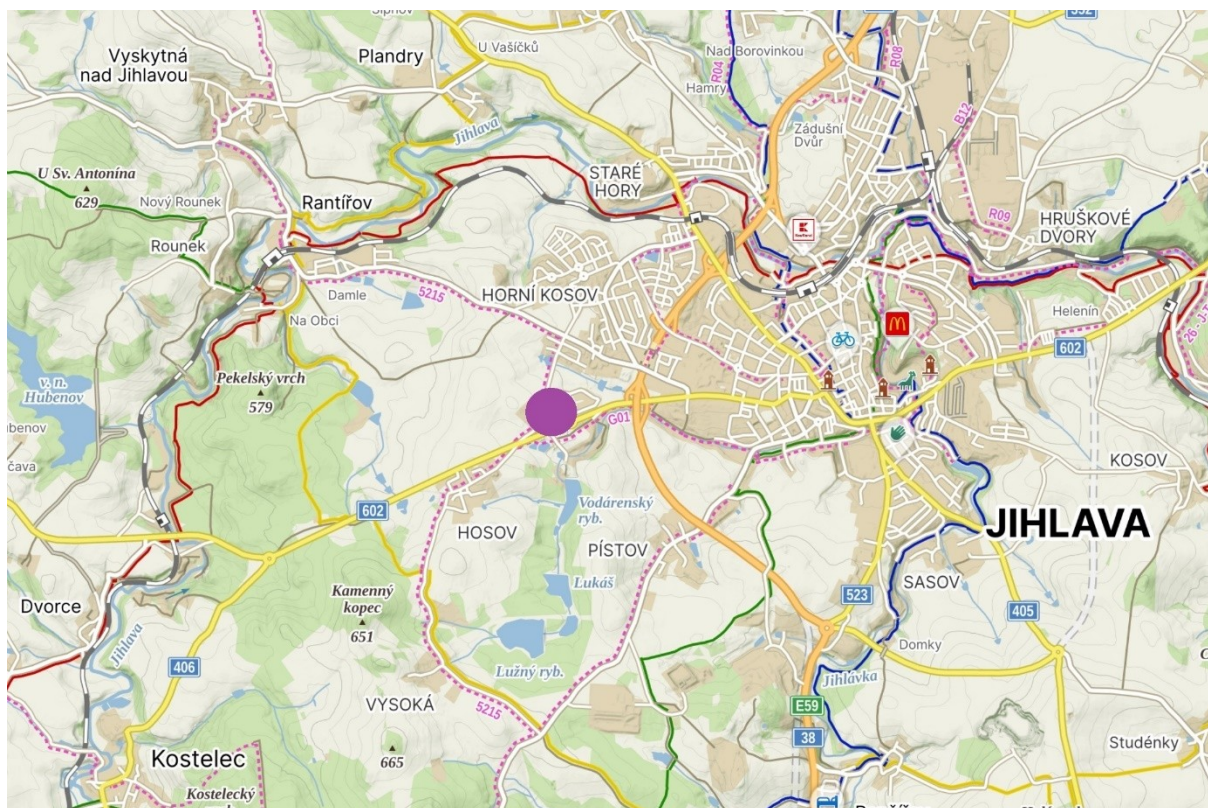 352
Vyskytná
nad Jihlavou
Plandry
U Vašíčků
Nad Borovinkou
R04
Hamry
R08
B12
Zádušní
Dvůr
Jihlava
U Sv. Antonína
629
Nový Rounek
Rantířov
STARÉ
HORY
Rounek
R09
HRUŠKOVÉ
DVORY
Damle
5215
HORNÍ KOSOV
Na Obci
Helenín
602
v. n.
Hubenov
Pekelský vrch
579
G01
KOSOV
602
HOSOV
Vodárenský
ryb.
PÍSTOV
JIHLAVA
Lukáš
Kamenný
kopec
651
SASOV
523
405
Dvorce
Jihlava
406
Domky
Lužný ryb.
Jihlávka
VYSOKÁ
5215
E59
38
665
Studénky
Kostelec
Kostelecký